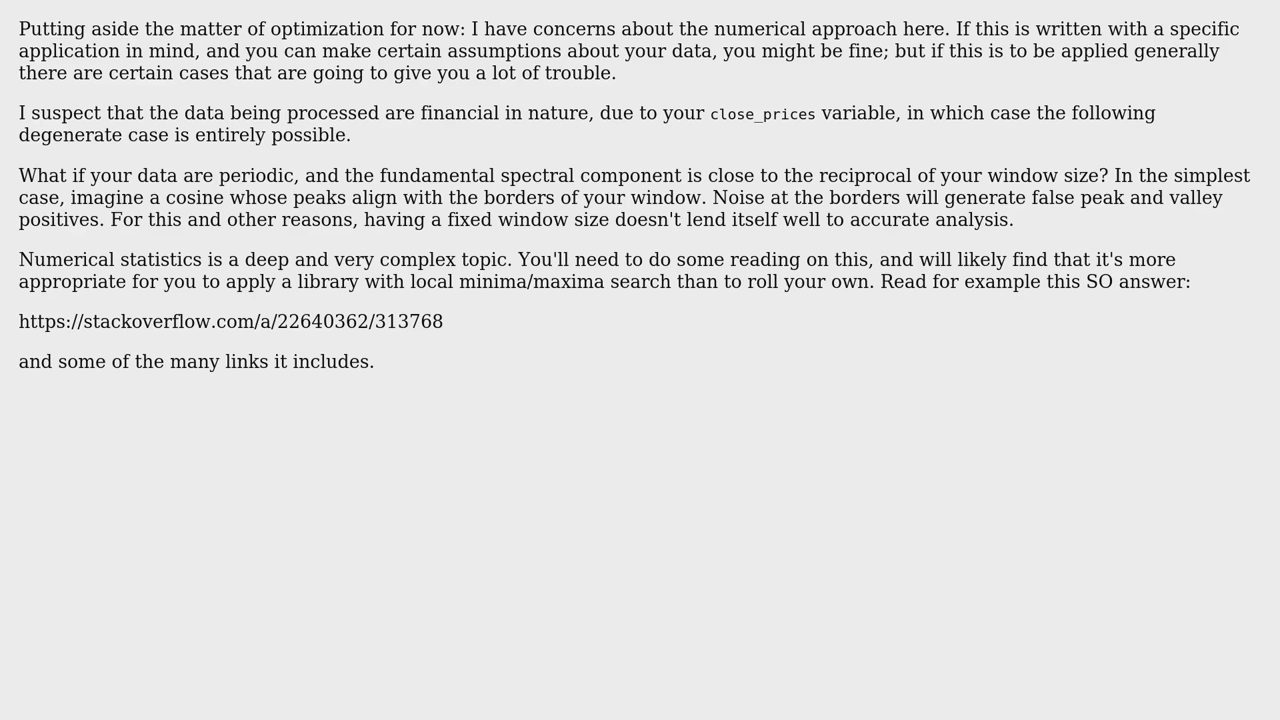 Putting aside the matter of optimization for now: I have concerns about the numerical approach here. If this is written with a specific
application in mind, and you can make certain assumptions about your data, you might be fine; but if this is to be applied generally
there are certain cases that are going to give you a lot of trouble.
I suspect that the data being processed are financial in nature, due to your close_prices variable, in which case the following
degenerate case is entirely possible.
What if your data are periodic, and the fundamental spectral component is close to the reciprocal of your window size? In the simplest
case, imagine a cosine whose peaks align with the borders of your window. Noise at the borders will generate false peak and valley
positives. For this and other reasons, having a fixed window size doesn't lend itself well to accurate analysis.
Numerical statistics is a deep and very complex topic. You'll need to do some reading on this, and will likely find that it's more
appropriate for you to apply a library with local minima/maxima search than to roll your own. Read for example this SO answer:
https://stackoverflow.com/a/22640362/313768
and some of the many links it includes.